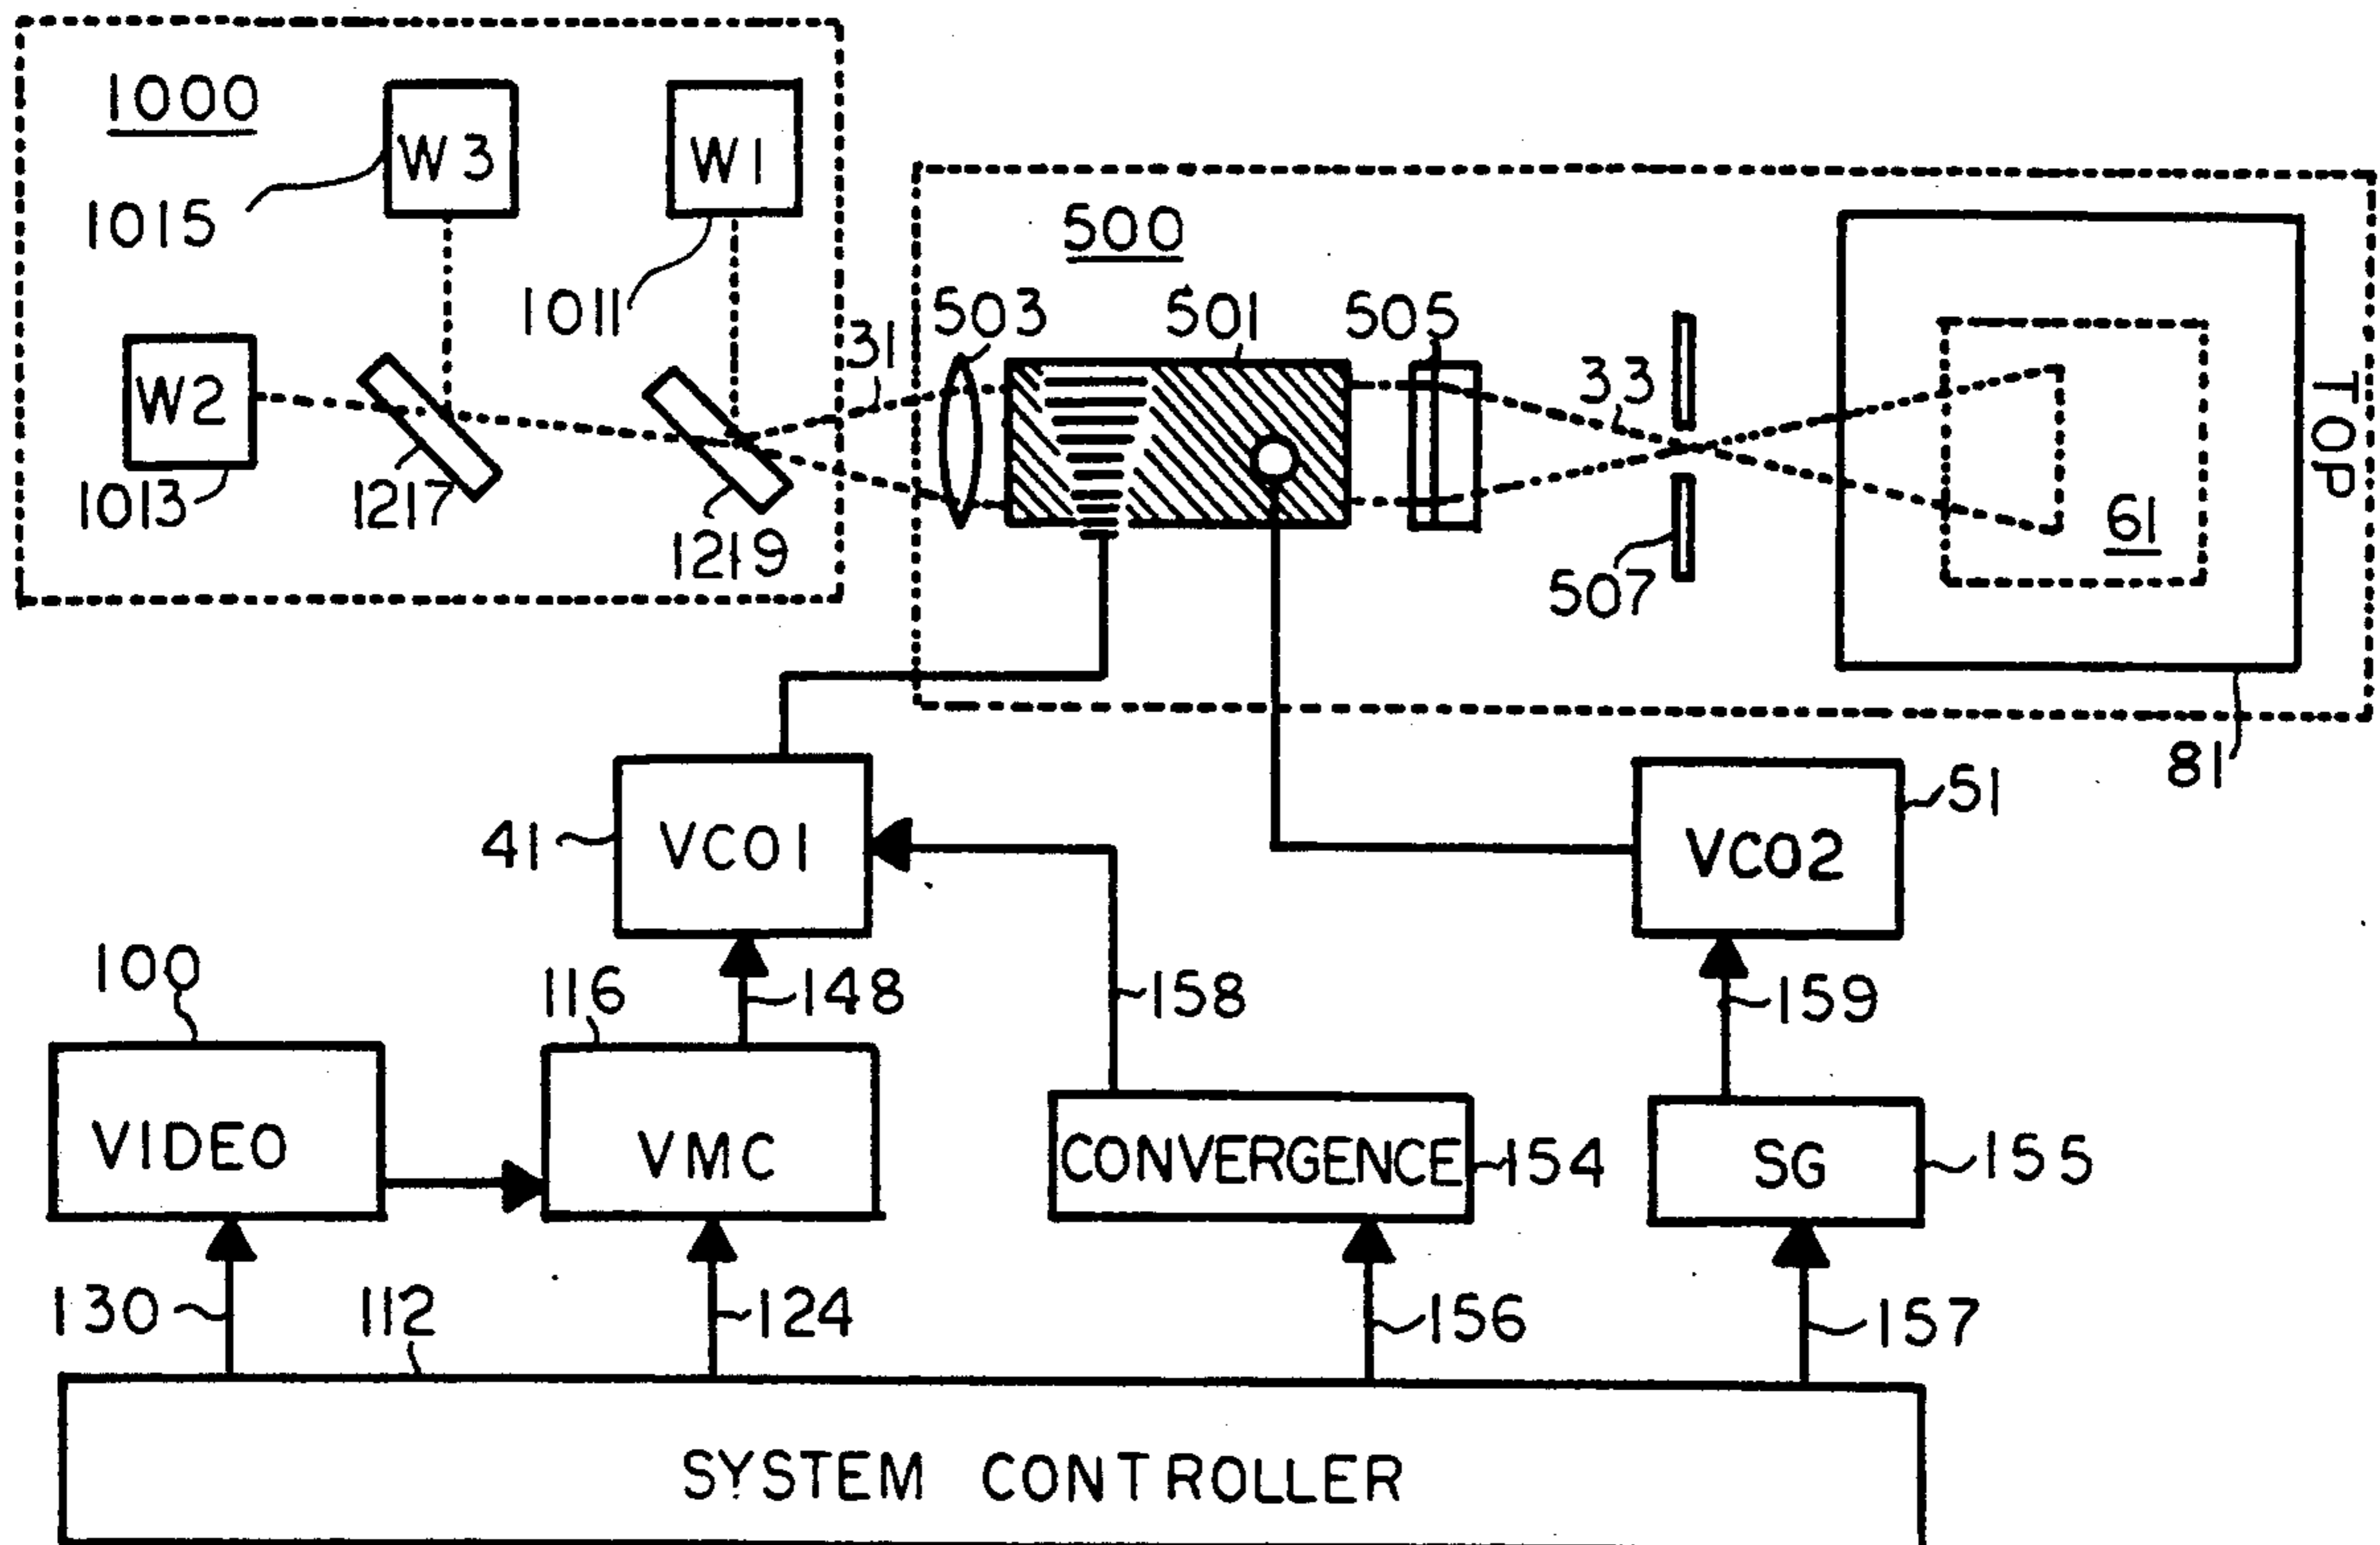 1000
W3
W1
1015
1011
W2
1013
1217
1219
31
500
503
501
505
33
507
61
TOP
81
41
VCO1
VCO2
51
100
116
148
158
159
VIDEO
VMC
CONVERGENCE
154
SG
155
130
112
124
156
157
SYSTEM CONTROLLER